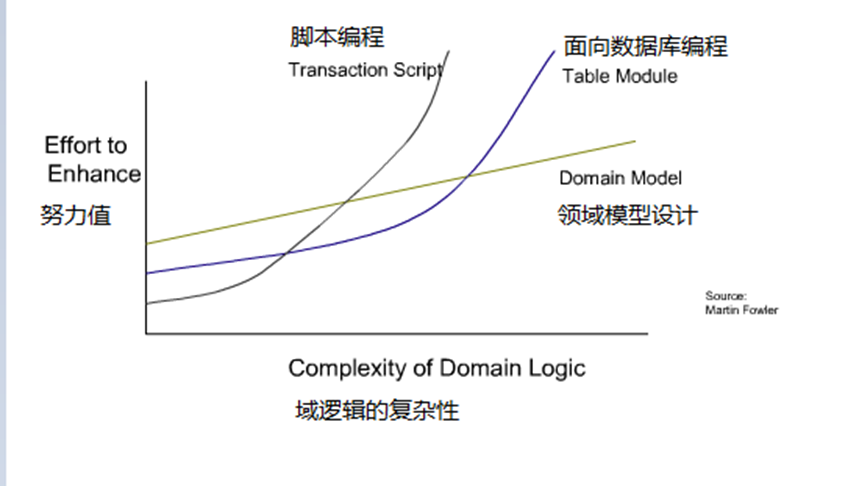 脚本编程
Transaction Script
面向数据库编程
Table Module
Effort to
Enhance
努力值
Domain Model
领域模型设计
Source:
Martin Fowler
Complexity of Domain Logic
域逻辑的复杂性